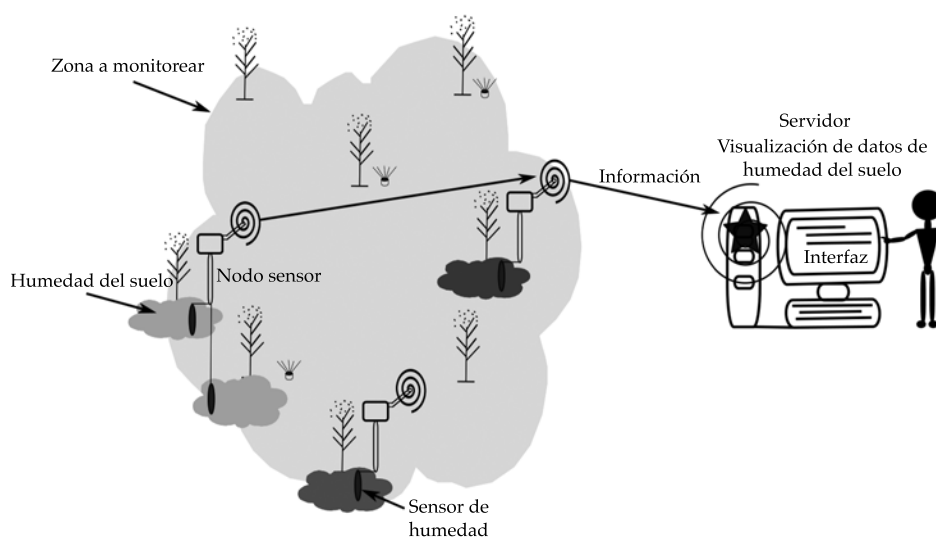 Zona a monitorear
Servidor
Visualización de datos de
humedad del suelo
Información
Humedad del suelo
Nodo sensor
Interfaz
Sensor de
humedad